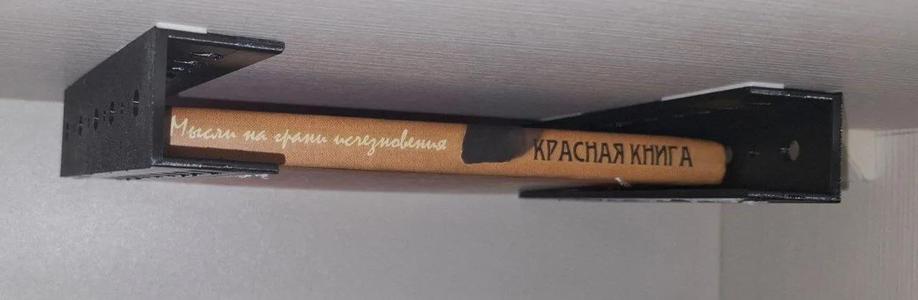 Мысли на грани исчезновения
КРАСНАЯ КНИГА